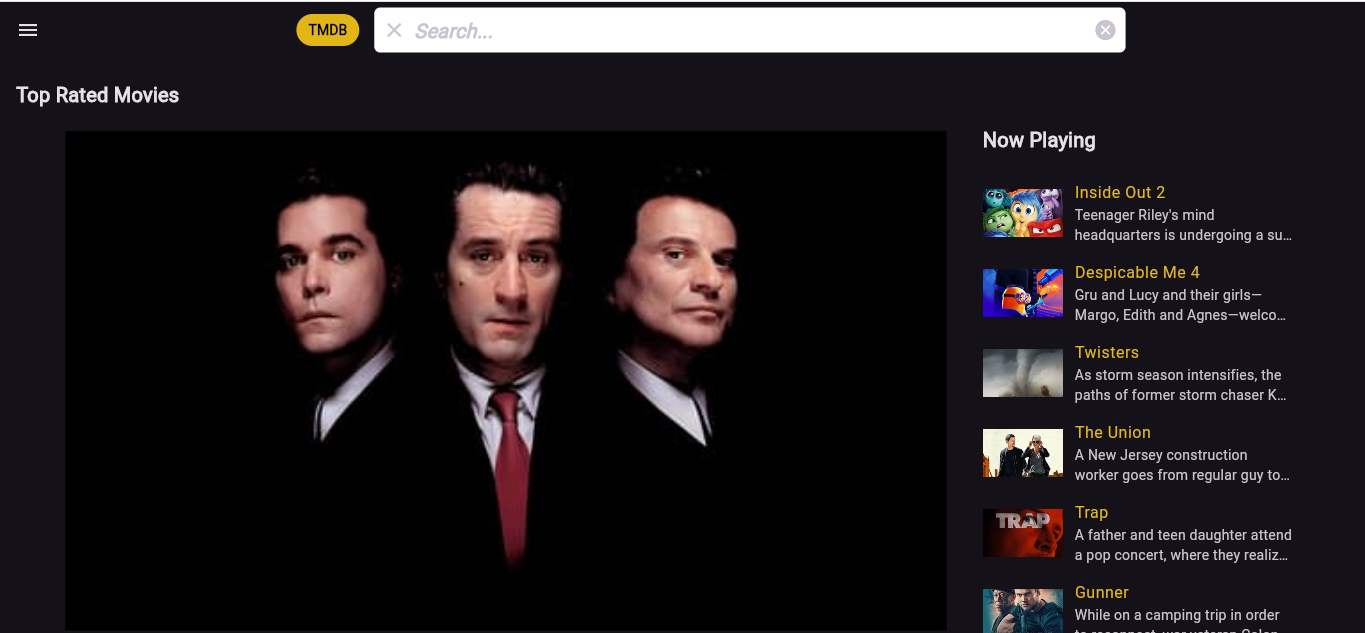 TMDB
Search...
Top Rated Movies
Now Playing
Inside Out 2
Teenager Riley's mind
headquarters is undergoing a su...
Despicable Me 4
Gru and Lucy and their girls—
Margo, Edith and Agnes—welco...
Twisters
As storm season intensifies, the
paths of former storm chaser K...
The Union
A New Jersey construction
worker goes from regular guy to...
TRAP
Trap
A father and teen daughter attend
a pop concert, where they realiz...
Gunner
While on a camping trip in order